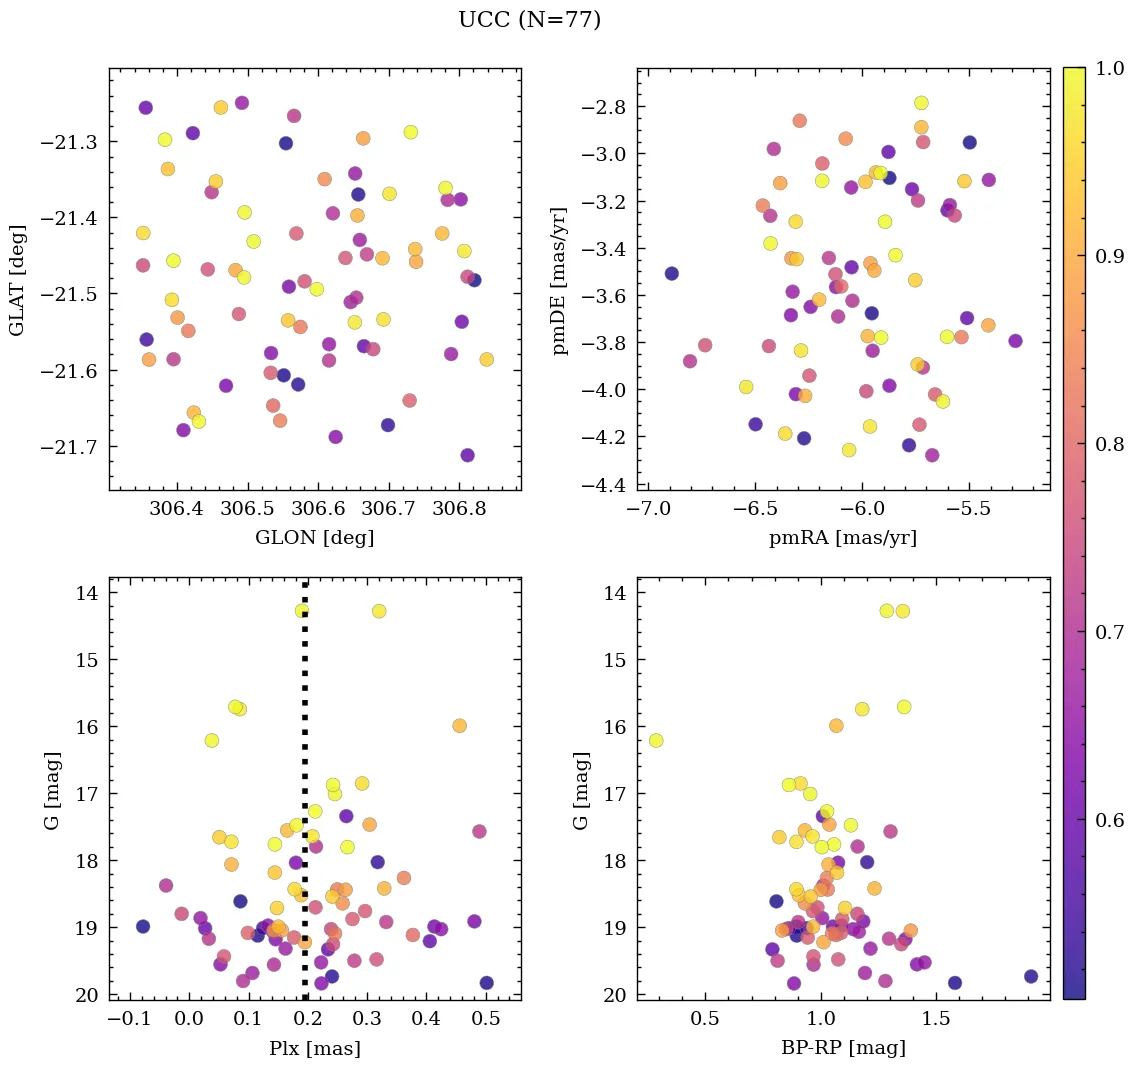 UCC (N=77)
−21.3
−21.4
−21.5
−21.6
−21.7
GLAT [deg]
306.4 306.5 306.6 306.7 306.8
GLON [deg]
−2.8
−3.0
−3.2
−3.4
−3.6
−3.8
−4.0
−4.2
−4.4
pmDE [mas/yr]
−7.0 −6.5 −6.0 −5.5
pmRA [mas/yr]
1.0
0.9
0.8
0.7
0.6
14
15
16
17
18
19
20
G [mag]
−0.1 0.0 0.1 0.2 0.3 0.4 0.5
Plx [mas]
14
15
16
17
18
19
20
G [mag]
0.5 1.0 1.5
BP-RP [mag]